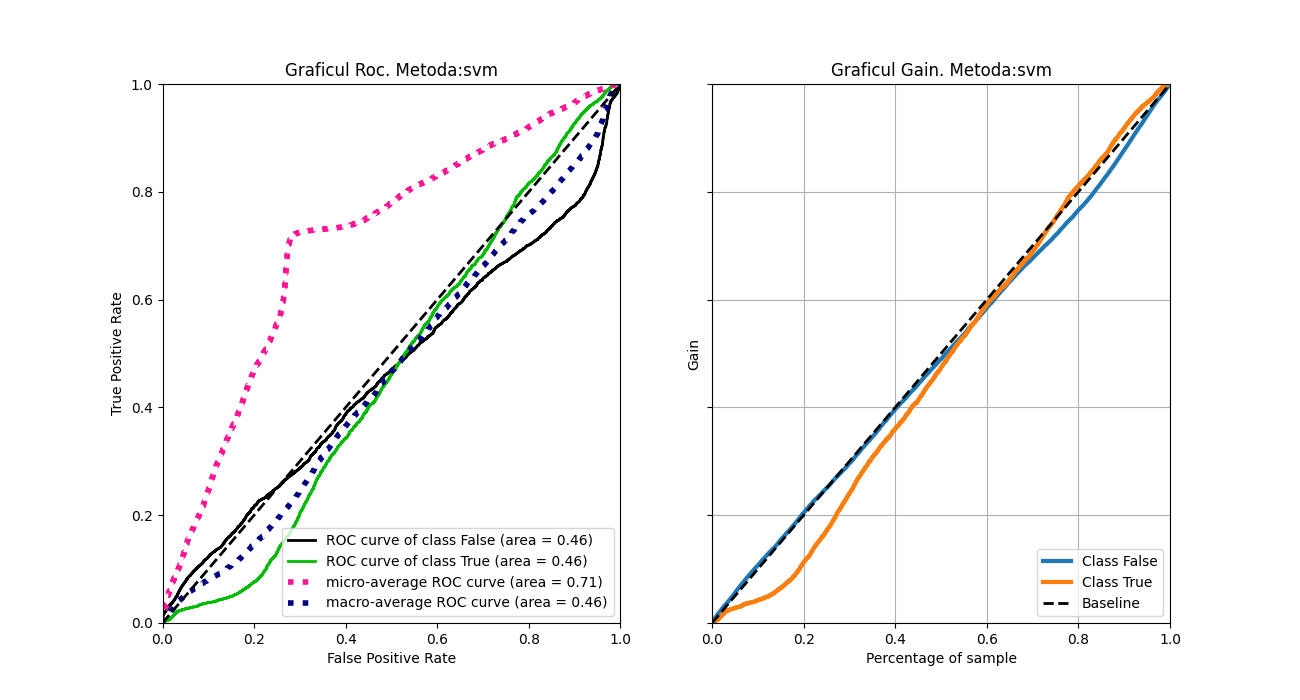 Graficul Roc. Metoda:svm
True Positive Rate
1.0
0.8
0.6
0.4
0.2
0.0
0.0 0.2 0.4 0.6 0.8 1.0
False Positive Rate
ROC curve of class False (area = 0.46)
ROC curve of class True (area = 0.46)
micro-average ROC curve (area = 0.71)
macro-average ROC curve (area = 0.46)
Graficul Gain. Metoda:svm
Gain
0.0 0.2 0.4 0.6 0.8 1.0
Percentage of sample
Class False
Class True
Baseline